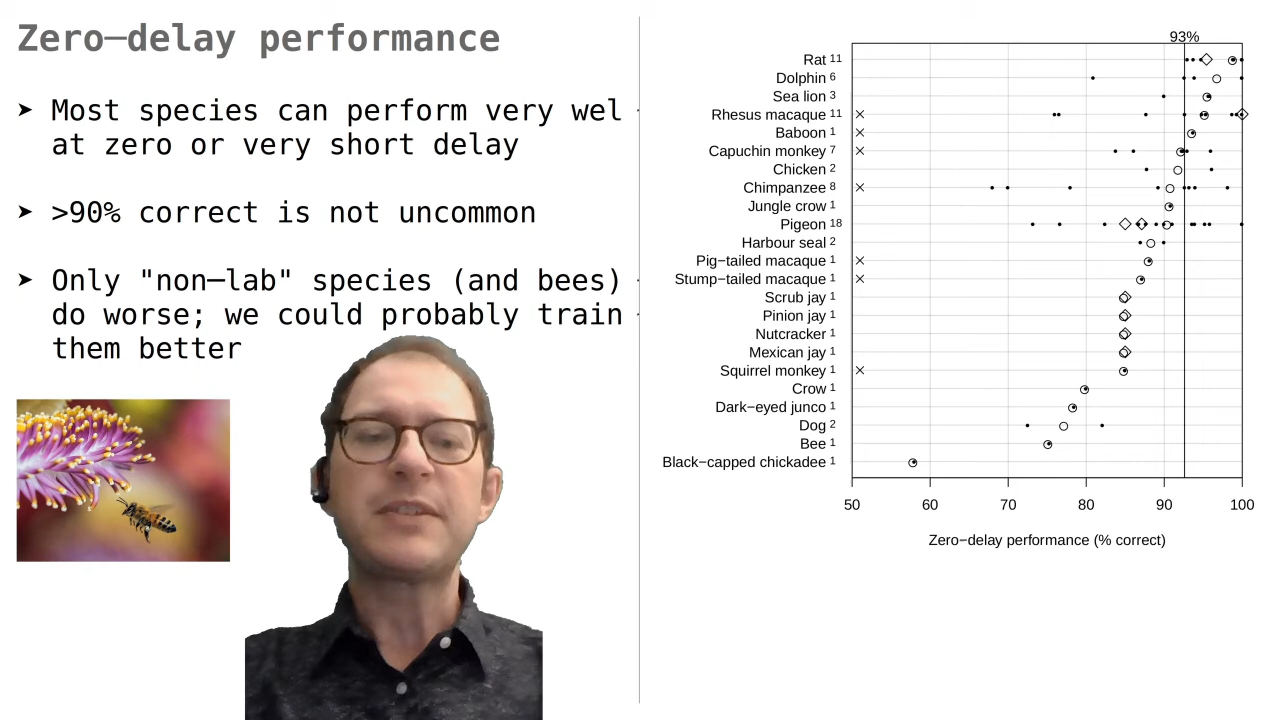 Zero–delay performance
➤ Most species can perform very wel
at zero or very short delay
➤ >90% correct is not uncommon
➤ Only "non–lab" species (and bees)
do worse; we could probably train
them better
93%
Rat 11
Dolphin 6
Sea lion 3
Rhesus macaque 11
Baboon 1
Capuchin monkey 7
Chicken 2
Chimpanzee 8
Jungle crow 1
Pigeon 18
Harbour seal 2
Pig−tailed macaque 1
Stump−tailed macaque 1
Scrub jay 1
Pinion jay 1
Nutcracker 1
Mexican jay 1
Squirrel monkey 1
Crow 1
Dark−eyed junco 1
Dog 2
Bee 1
Black−capped chickadee 1
50 60 70 80 90 100
Zero−delay performance (% correct)